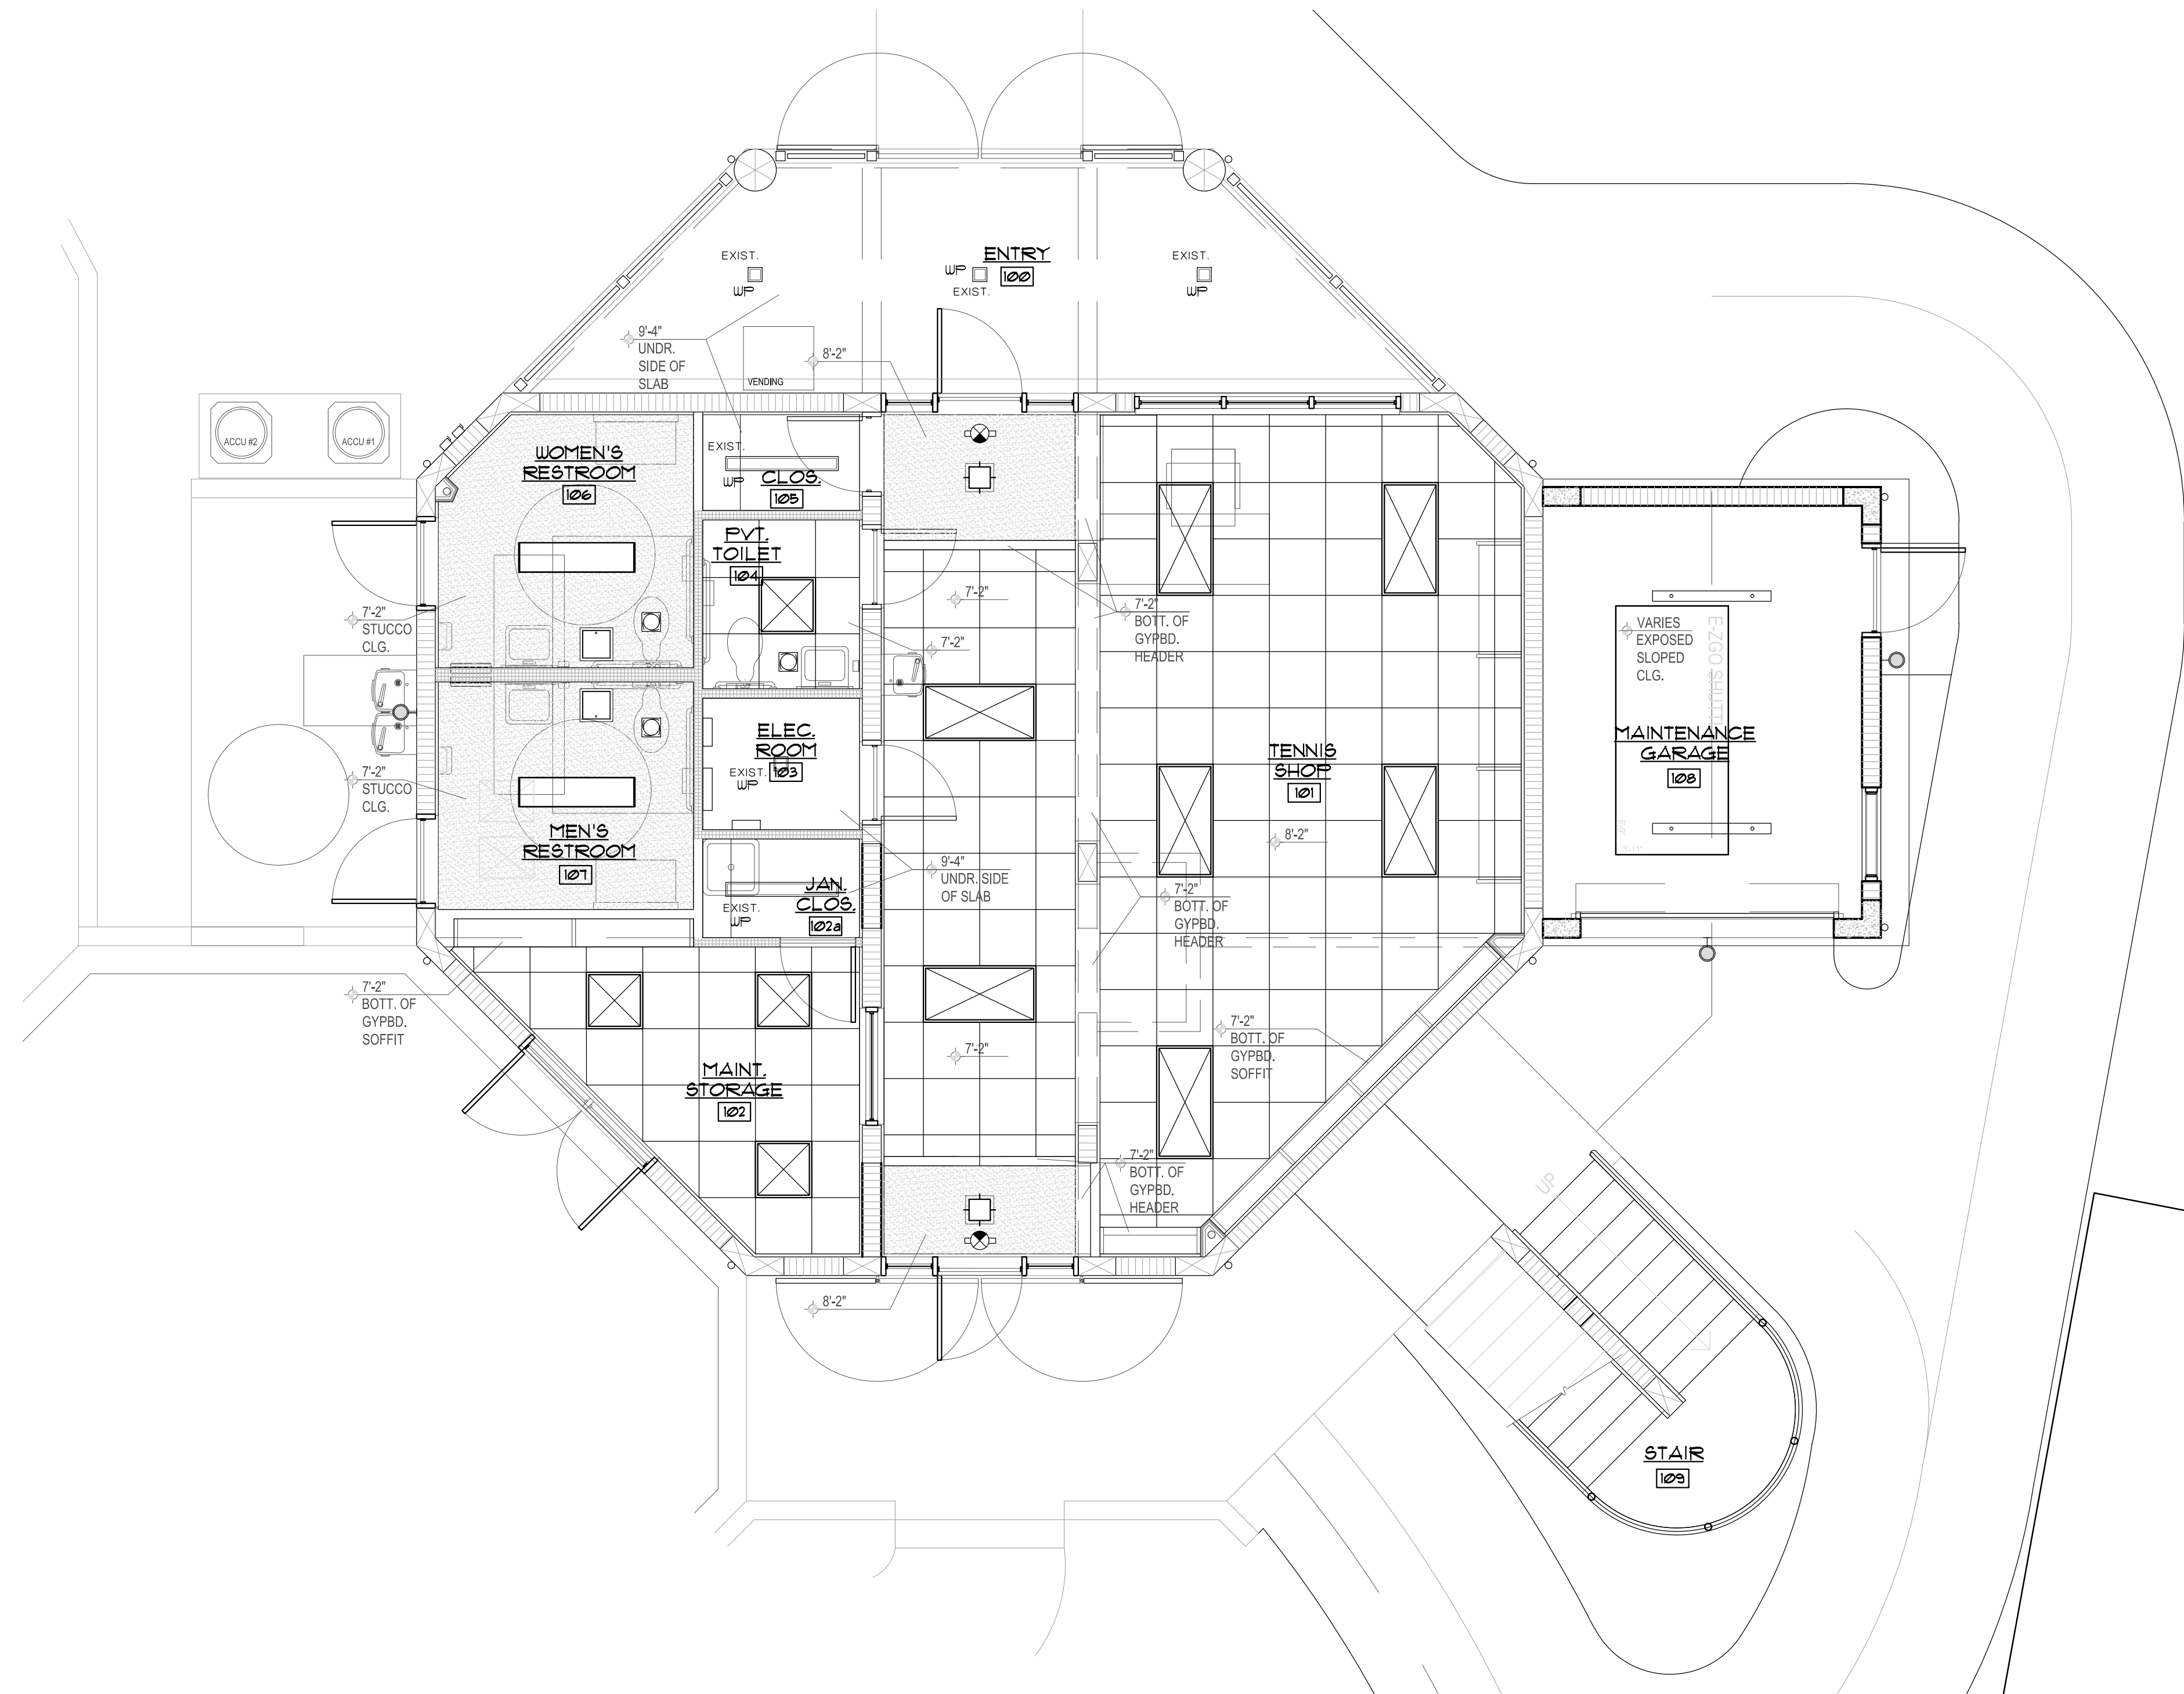 ENTRY
100
EXIST.
WP
WP
EXIST.
EXIST.
WP
9'-4"
UNDR.
SIDE OF
SLAB
VENDING
8'-2"
ACCU #2
ACCU #1
WOMEN'S
RESTROOM
106
EXIST.
WP
CLOS.
105
PVT.
TOILET
104
7'-2"
STUCCO
CLG.
7'-2"
7'-2"
7'-2"
BOTT. OF
GYPBD.
HEADER
VARIES
EXPOSED
SLOPED
CLG.
E-ZGO SHUTTL
MAINTENANCE
GARAGE
108
3'-11"
ELEC.
ROOM
103
EXIST.
WP
TENNIS
SHOP
101
8'-2"
7'-2"
STUCCO
CLG.
MEN'S
RESTROOM
107
JAN.
CLOS.
102a
EXIST.
WP
9'-4"
UNDR. SIDE
OF SLAB
7'-2"
BOTT. OF
GYPBD.
HEADER
7'-2"
BOTT. OF
GYPBD.
SOFFIT
7'-2"
BOTT. OF
GYPBD.
SOFFIT
7'-2"
MAINT.
STORAGE
102
7'-2"
BOTT. OF
GYPBD.
HEADER
UP
8'-2"
STAIR
109